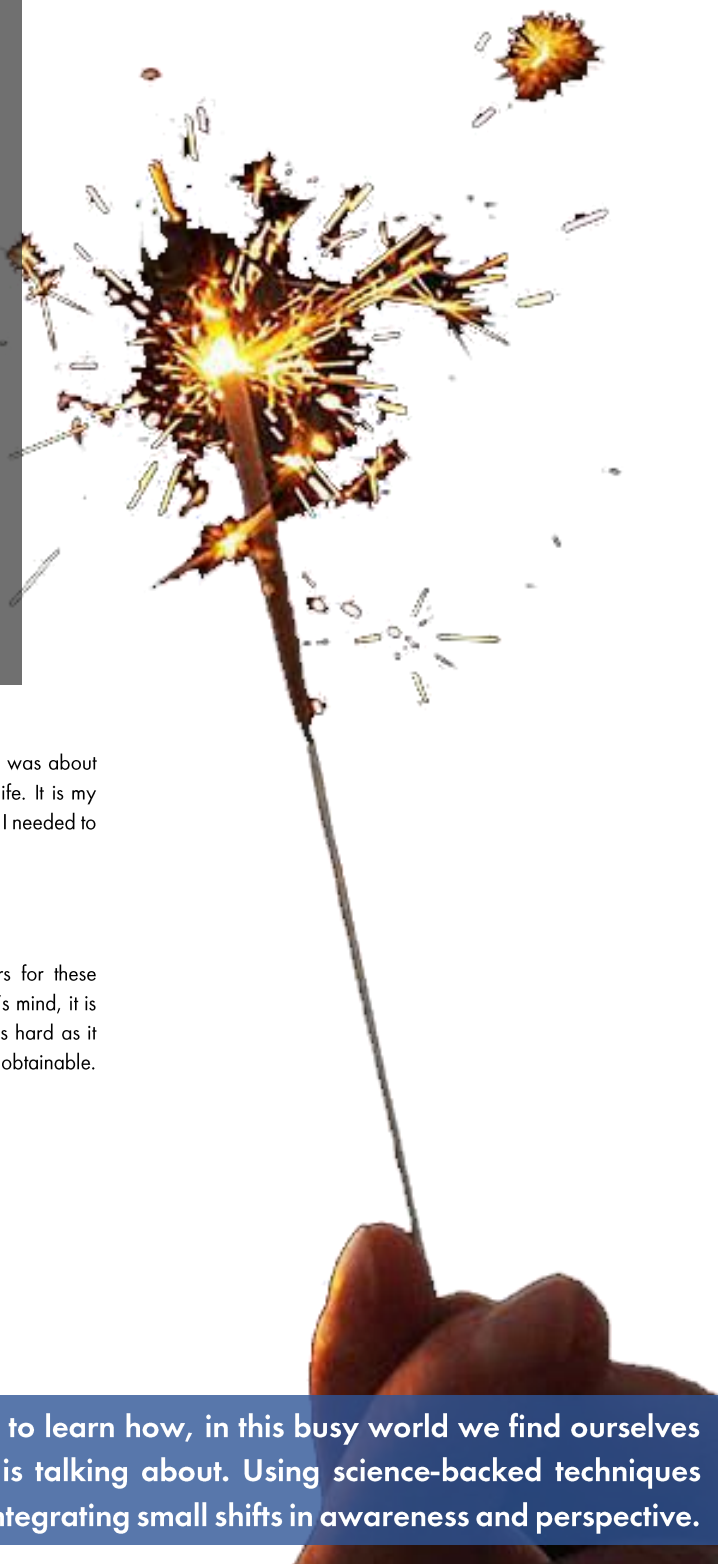 was about
ife. It is my
I needed to
rs for these
's mind, it is
s hard as it
obtainable.
to learn how, in this busy world we find ourselves
is talking about. Using science-backed techniques
ntegrating small shifts in awareness and perspective.